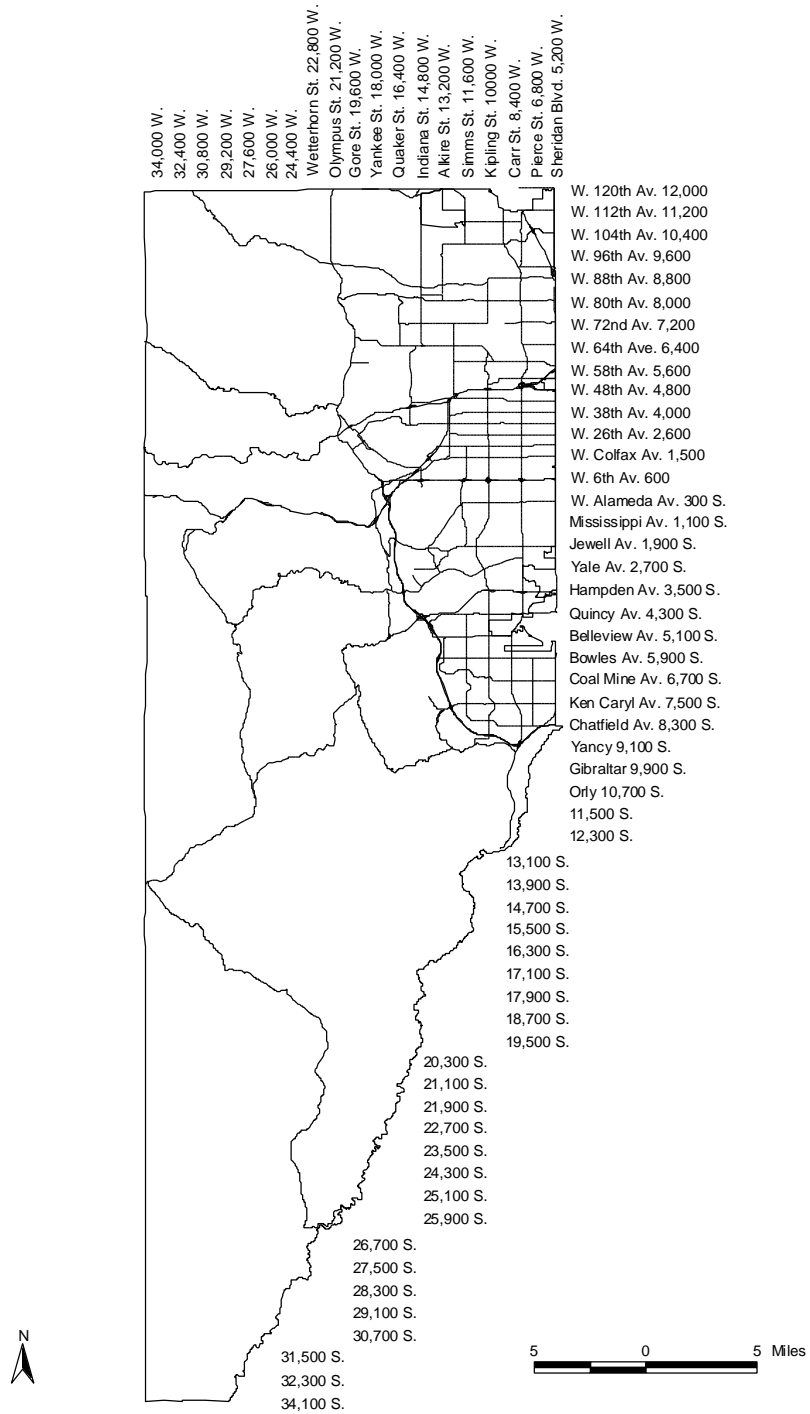 34,000 W.
32,400 W.
30,800 W.
29,200 W.
27,600 W.
26,000 W.
24,400 W.
Wetterhorn St. 22,800 W.
Olympus St. 21,200 W.
Gore St. 19,600 W.
Yankee St. 18,000 W.
Quaker St. 16,400 W.
Indiana St. 14,800 W.
Alkire St. 13,200 W.
Simms St. 11,600 W.
Kipling St. 10000 W.
Carr St. 8,400 W.
Pierce St. 6,800 W.
Sheridan Blvd. 5,200 W.
W. 120th Av. 12,000
W. 112th Av. 11,200
W. 104th Av. 10,400
W. 96th Av. 9,600
W. 88th Av. 8,800
W. 80th Av. 8,000
W. 72nd Av. 7,200
W. 64th Ave. 6,400
W. 58th Av. 5,600
W. 48th Av. 4,800
W. 38th Av. 4,000
W. 26th Av. 2,600
W. Colfax Av. 1,500
W. 6th Av. 600
W. Alameda Av. 300 S.
Mississippi Av. 1,100 S.
Jewell Av. 1,900 S.
Yale Av. 2,700 S.
Hampden Av. 3,500 S.
Quincy Av. 4,300 S.
Belleview Av. 5,100 S.
Bowles Av. 5,900 S.
Coal Mine Av. 6,700 S.
Ken Caryl Av. 7,500 S.
Chatfield Av. 8,300 S.
Yancy 9,100 S.
Gibraltar 9,900 S.
Orly 10,700 S.
11,500 S.
12,300 S.
13,100 S.
13,900 S.
14,700 S.
15,500 S.
16,300 S.
17,100 S.
17,900 S.
18,700 S.
19,500 S.
20,300 S.
21,100 S.
21,900 S.
22,700 S.
23,500 S.
24,300 S.
25,100 S.
25,900 S.
26,700 S.
27,500 S.
28,300 S.
29,100 S.
30,700 S.
31,500 S.
32,300 S.
34,100 S.
N
5 0 5 Miles